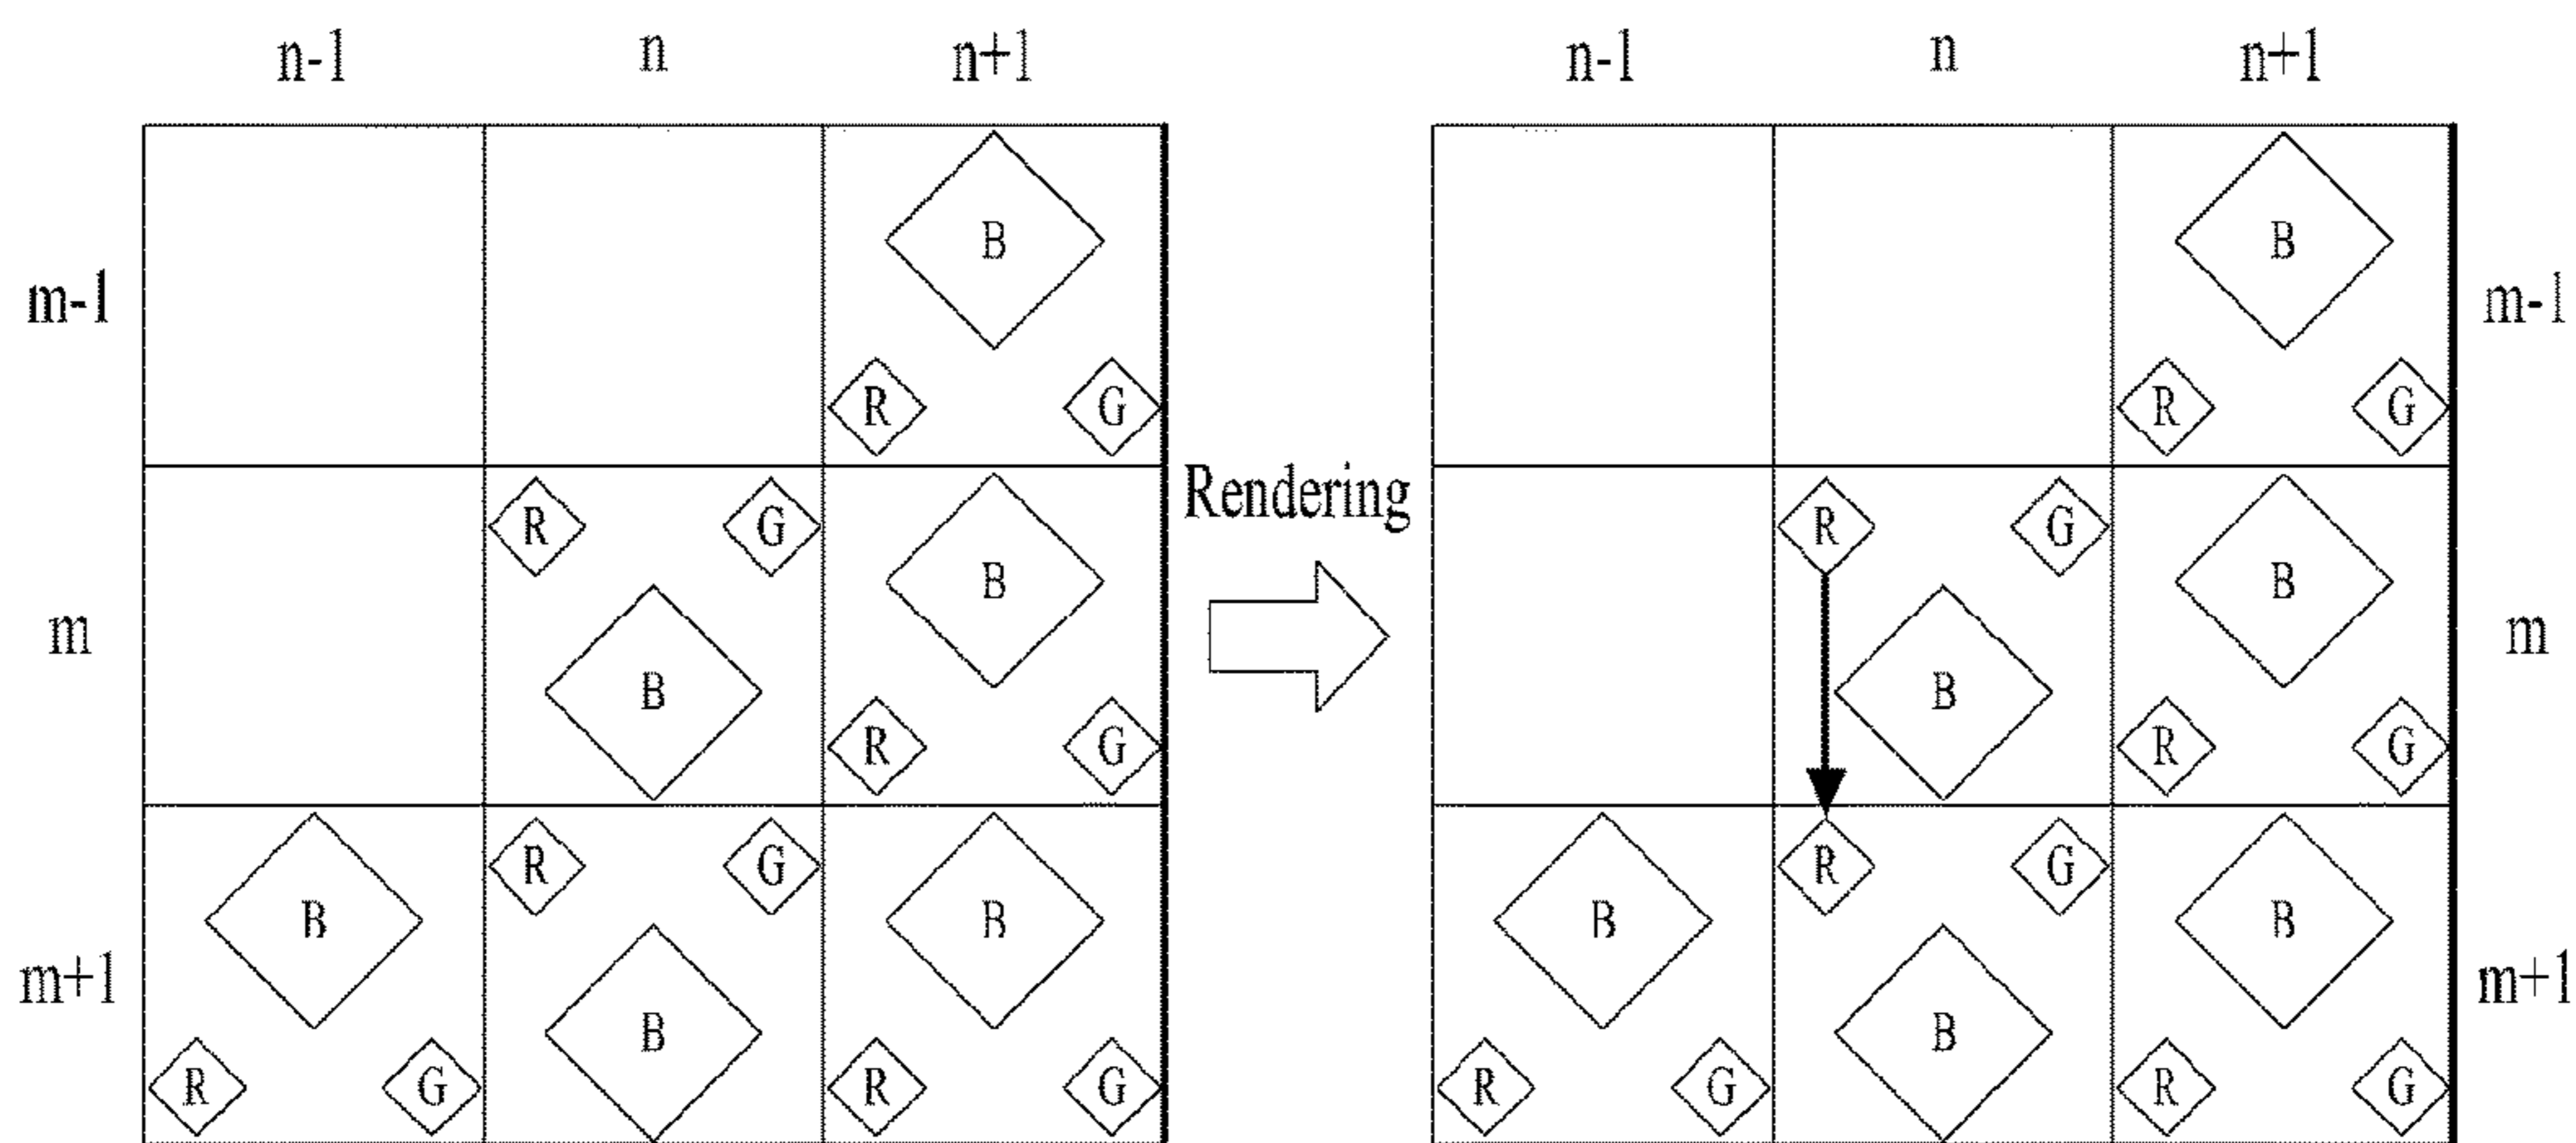 n-1 n n+1 n-1 n n+1
B B
m-1 m-1
R G R G
Rendering
R G R G
B B
m B B m
R G R G
R G R G
B B B B
m+1 B B m+1
R G R G R G R G